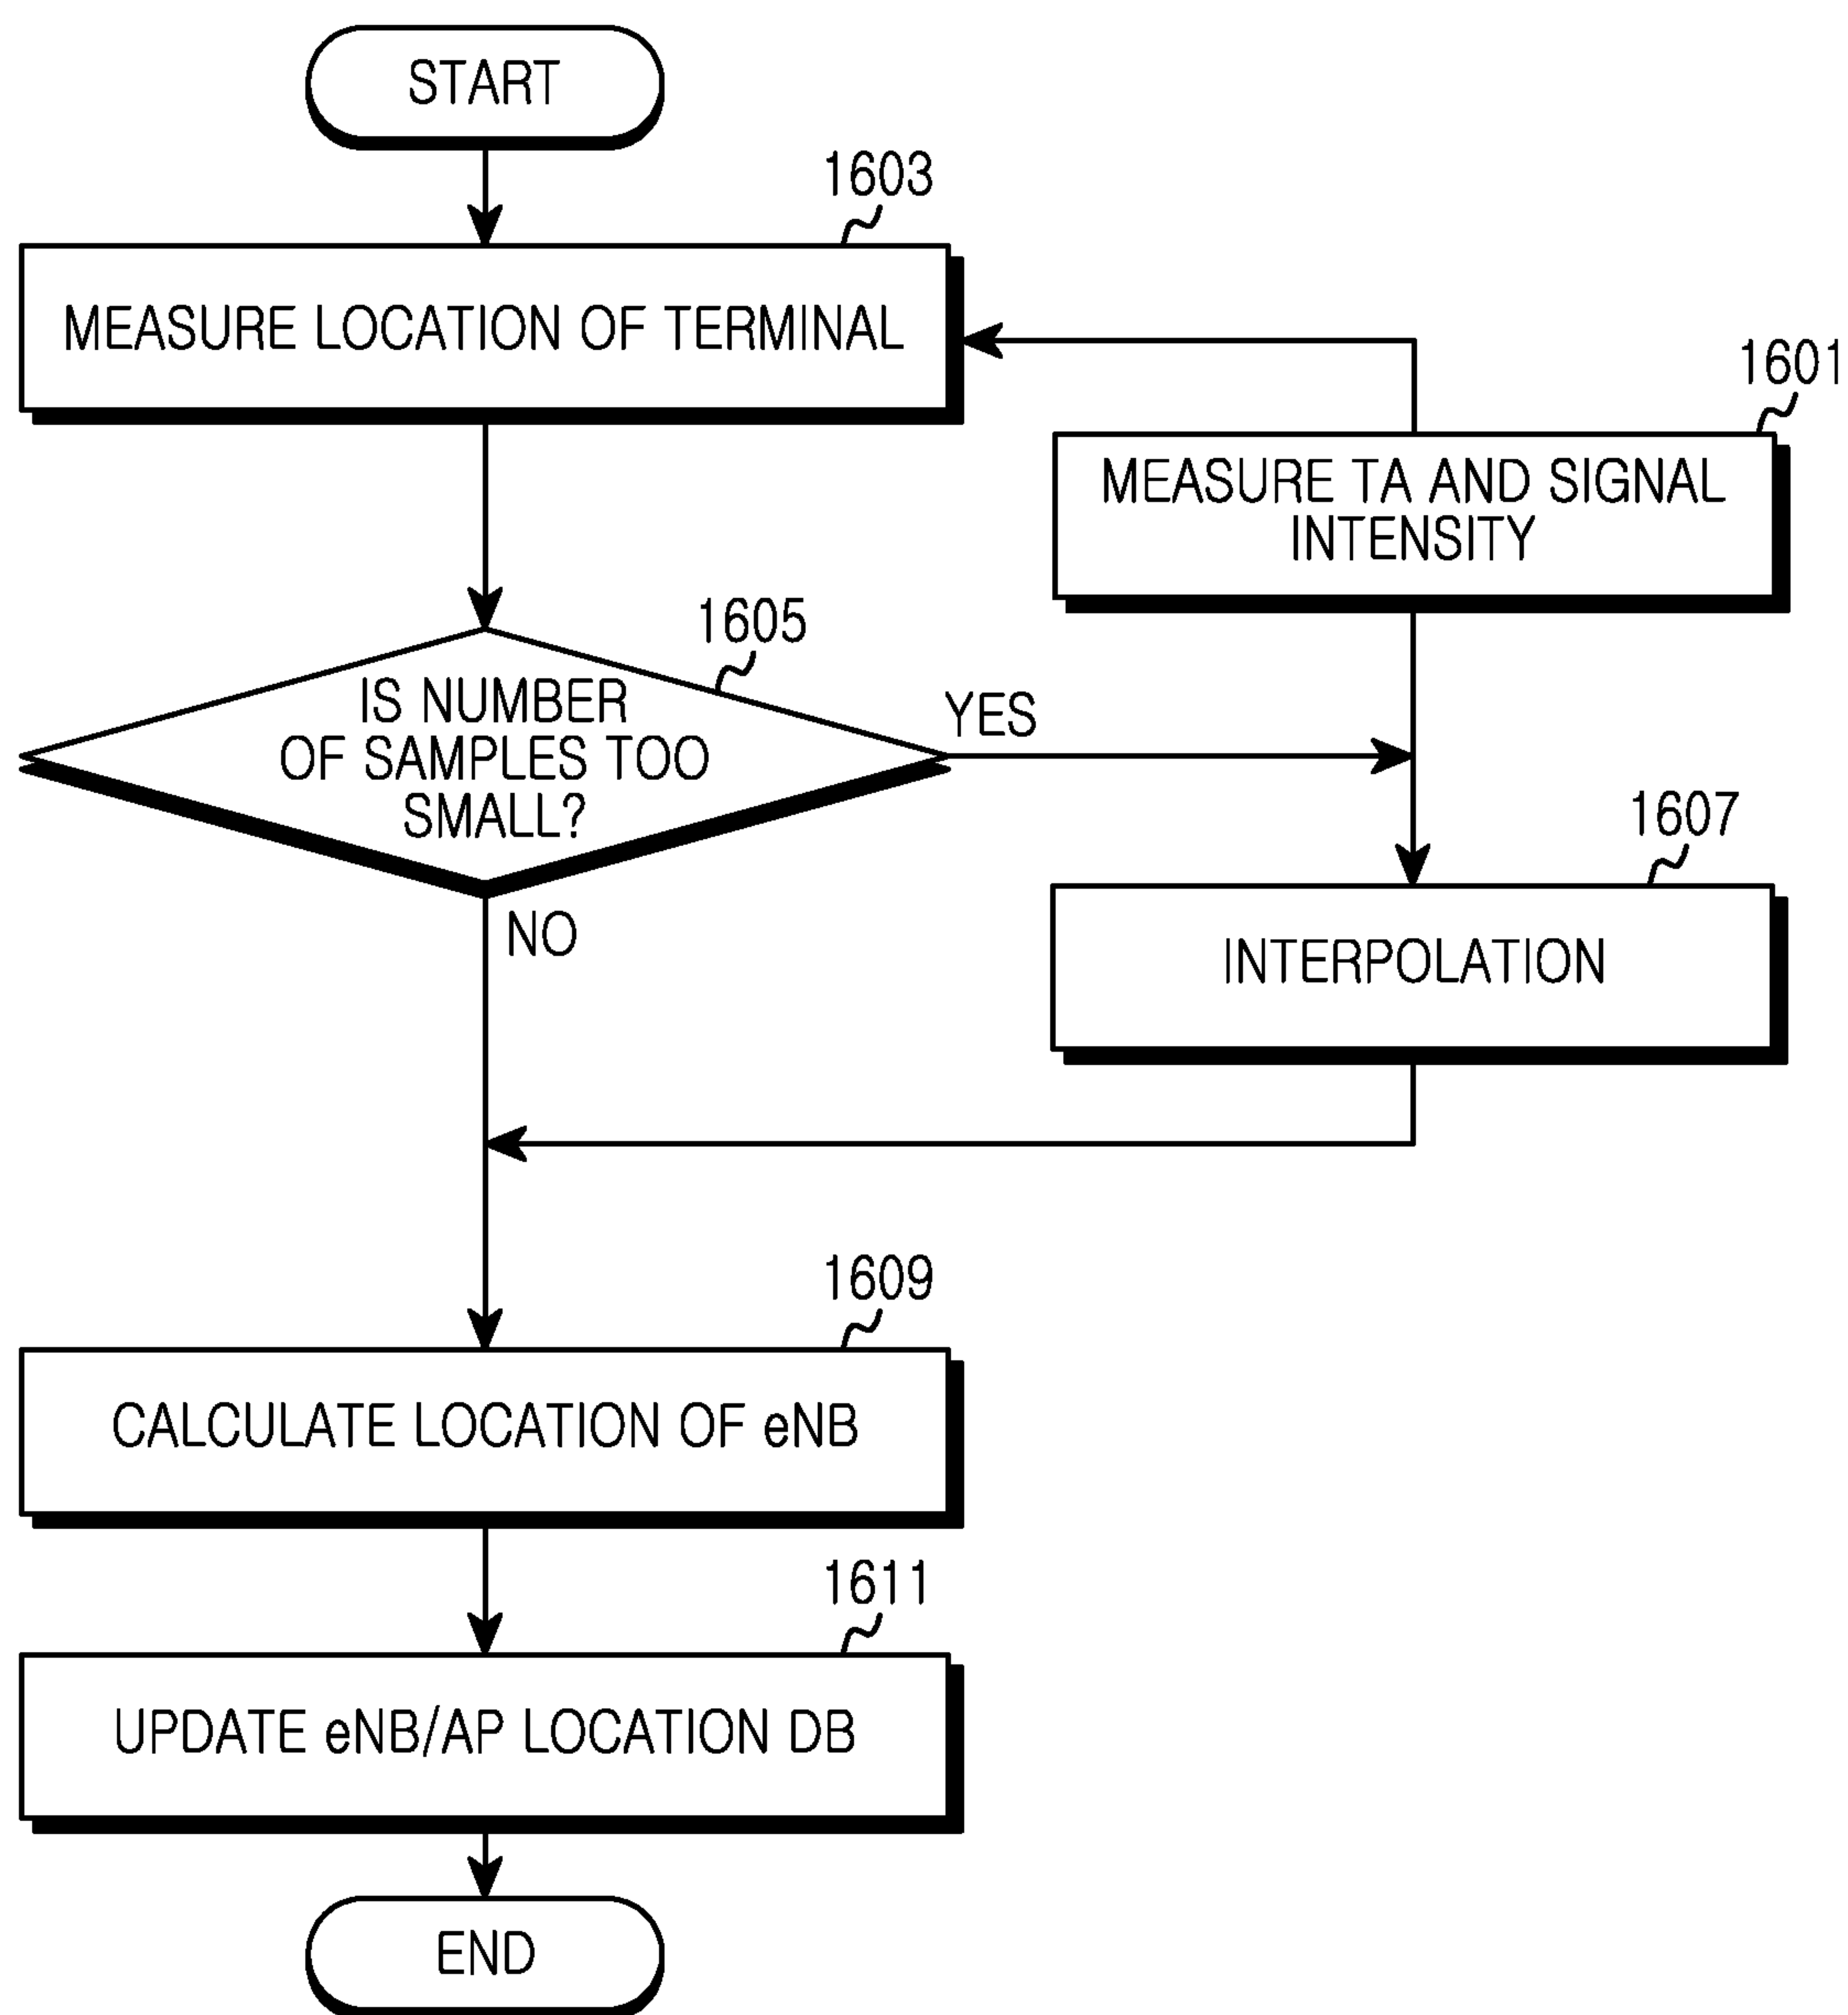 START
1603
MEASURE LOCATION OF TERMINAL
1601
MEASURE TA AND SIGNAL
INTENSITY
1605
IS NUMBER
OF SAMPLES TOO
SMALL?
YES
NO
1607
INTERPOLATION
1609
CALCULATE LOCATION OF eNB
1611
UPDATE eNB/AP LOCATION DB
END